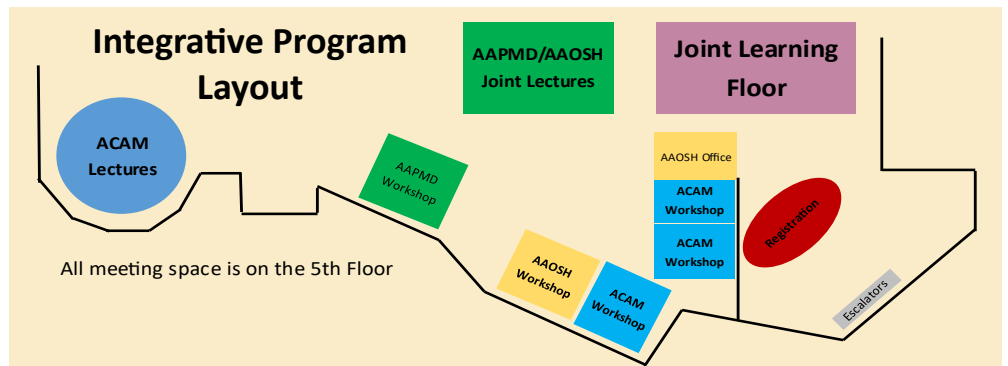 Integrative Program
Layout
AAPMD/AAOSH
Joint Lectures
Joint Learning
Floor
ACAM
Lectures
AAPMD
Workshop
AAOSH Office
ACAM
Workshop
ACAM
Workshop
Registration
AAOSH
Workshop
ACAM
Workshop
Escalators
All meeting space is on the 5th Floor